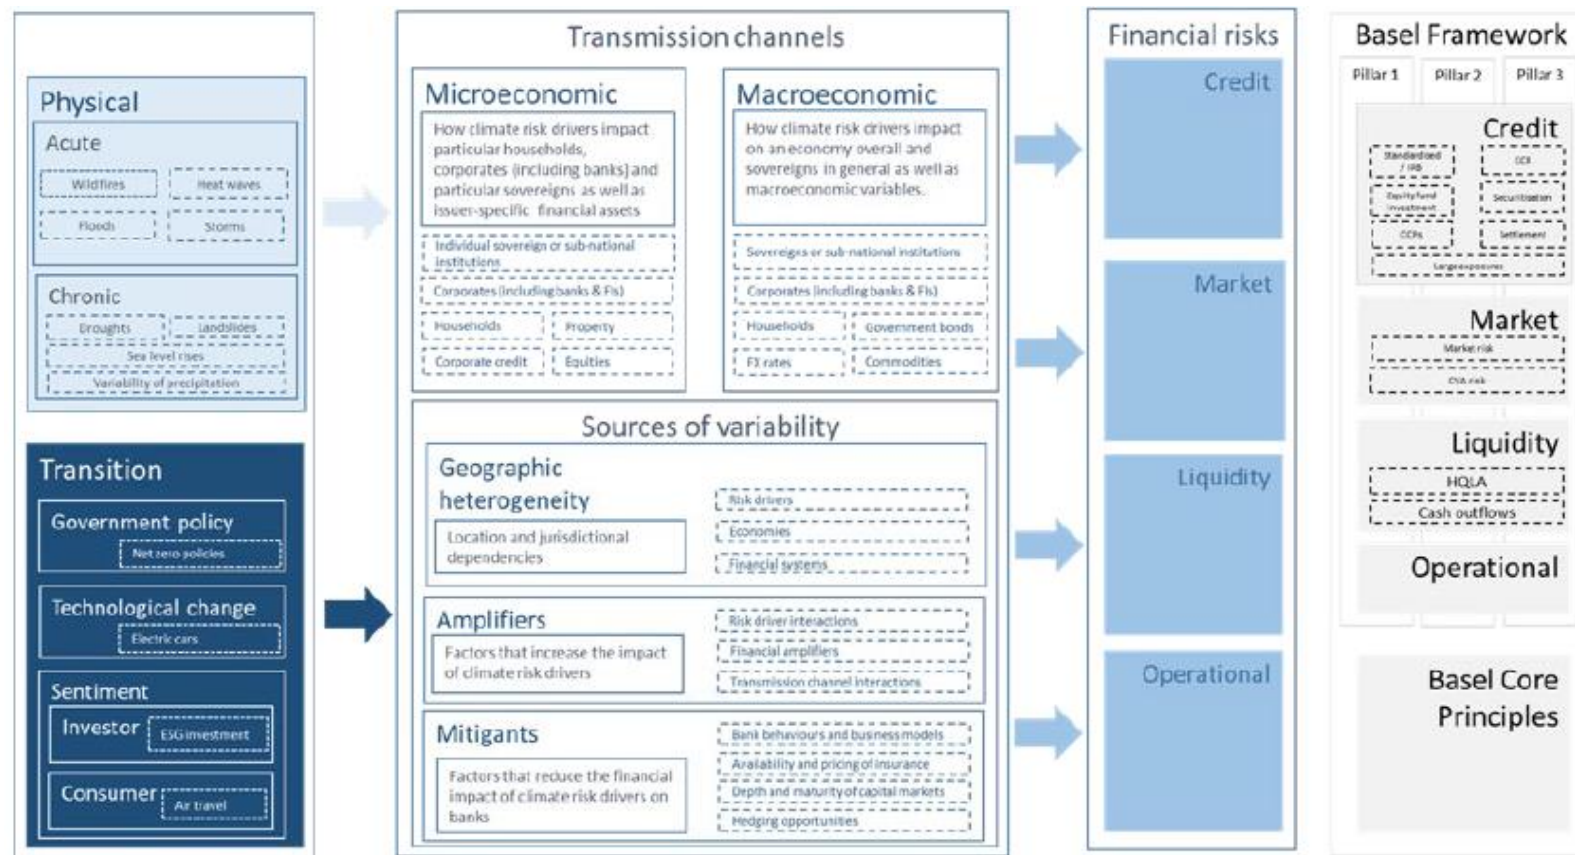 Physical
Acute
Wildfires
Heat waves
Floods
Storms
Chronic
Droughts
Landslides
Sea level rises
Variability of precipitation
Transition
Government policy
Net zero policies
Technological change
Electric cars
Sentiment
Investor
ESG investment
Consumer
Air travel
Transmission channels
Microeconomic
How climate risk drivers impact
particular households,
corporates (including banks) and
particular sovereigns as well as
issuer-specific financial assets
Individual sovereign or sub-national
institutions
Corporates (including banks & FIs)
Households
Property
Corporate credit
Equities
Macroeconomic
How climate risk drivers impact
on an economy overall and
sovereigns in general as well as
macroeconomic variables.
Sovereigns or sub-national institutions
Corporates (including banks & FIs)
Households
Government bonds
FX rates
Commodities
Sources of variability
Geographic
heterogeneity
Location and jurisdictional
dependencies
Risk drivers
Economies
Financial systems
Amplifiers
Factors that increase the impact
of climate risk drivers
Risk driver interactions
Financial amplifiers
Transmission channel interactions
Mitigants
Factors that reduce the financial
impact of climate risk drivers on
banks
Bank behaviours and business models
Availability and pricing of insurance
Depth and maturity of capital markets
Hedging opportunities
Financial risks
Credit
Market
Liquidity
Operational
Basel Framework
Pillar 1
Pillar 2
Pillar 3
Credit
Standardised
/ IRB
CCR
Equity fund
investment
Securitisation
CCPs
Settlement
Large exposures
Market
Market risk
CVA risk
Liquidity
HQLA
Cash outflows
Operational
Basel Core
Principles